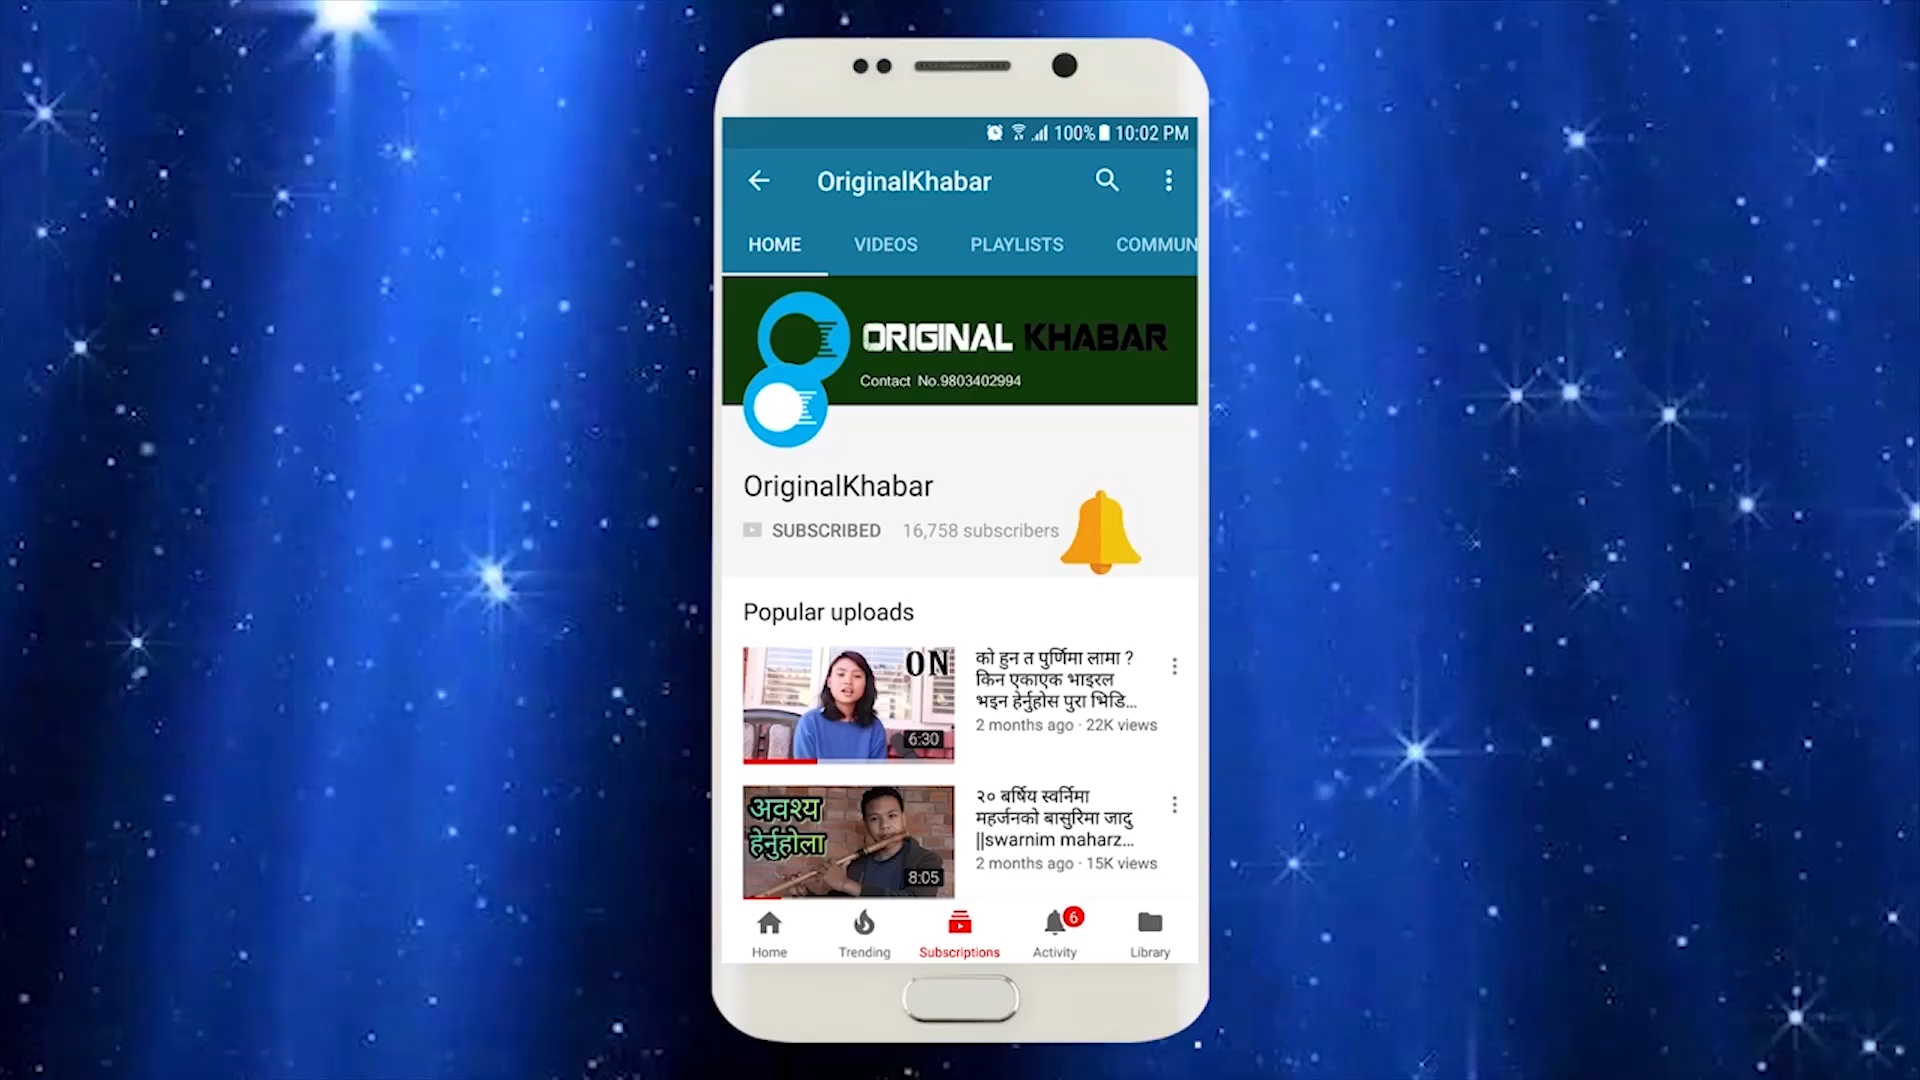 100% 10:02 PM
OriginalKhabar
HOME VIDEOS PLAYLISTS COMMUN
ORIGINAL KHABAR
Contact No.9803402994
OriginalKhabar
SUBSCRIBED 16,758 subscribers
Popular uploads
ON
6:30
को हुन त पुर्णिमा लामा ?
किन एकाएक भाइरल
भइन हेर्नुहोस पुरा भिडि...
2 months ago · 22K views
अवश्य
हेर्नुहोला
8:05
२० बर्षिय स्वर्निमा
महर्जनको बासुरिमा जादु
||swarnim maharz...
2 months ago · 15K views
6
Home Trending Subscriptions Activity Library